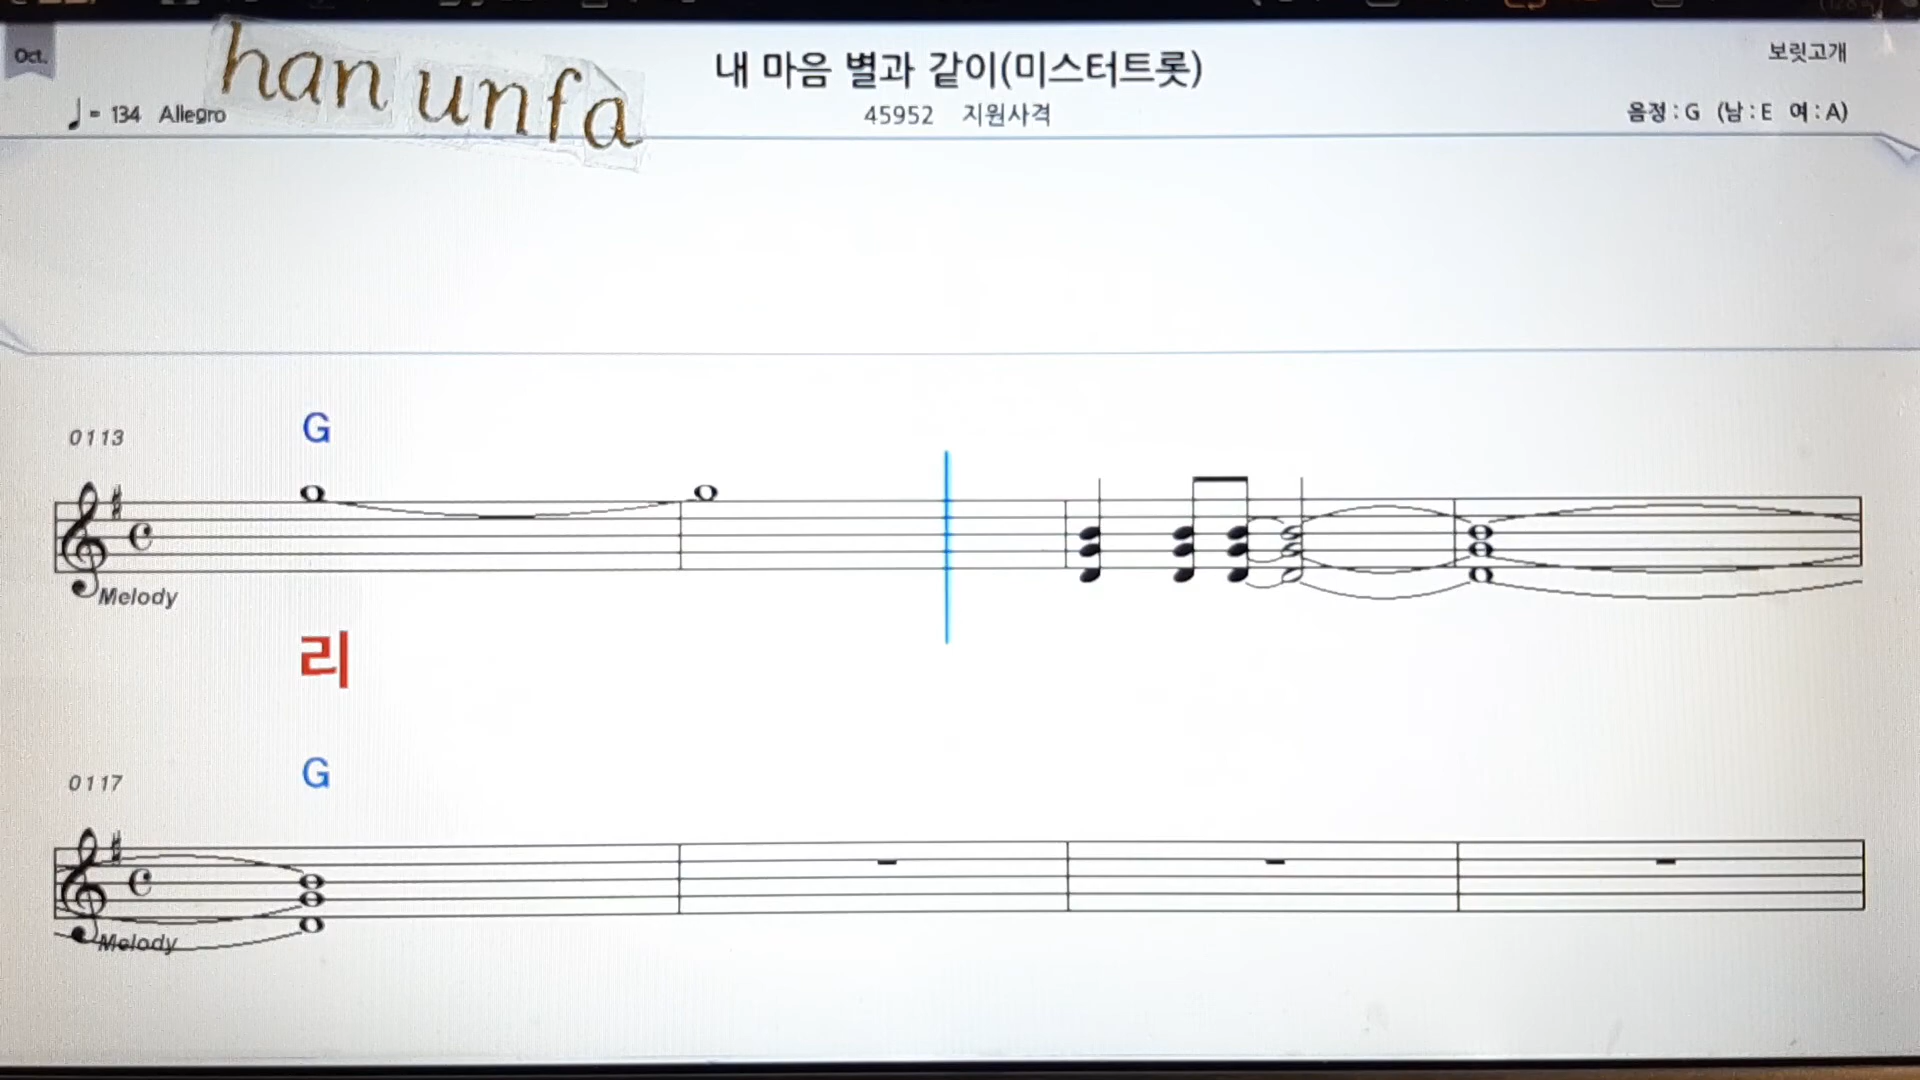 Oct.
han unfa
내 마음 별과 같이(미스터트롯)
보릿고개
♩= 134 Allegro
45952 지원사격
음정 : G (남 : E 여 : A)
0113
G
Melody
리
0117
G
Melody